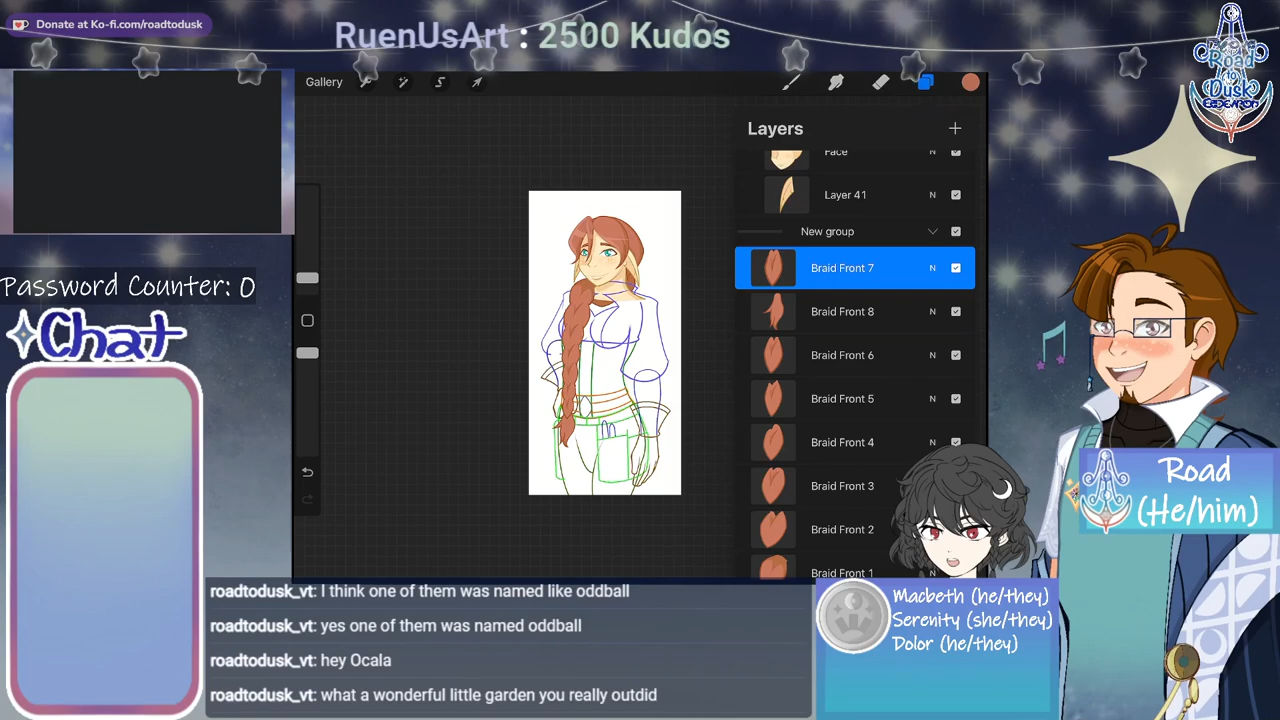 Donate at Ko-fi.com/roadtodusk
RuenUsArt : 2500 Kudos
Road
to
Dusk
Gallery
Layers
Face
N
Layer 41
N
New group
Braid Front 7
N
Braid Front 8
N
Braid Front 6
N
Braid Front 5
N
Braid Front 4
N
Braid Front 3
Braid Front 2
Braid Front 1
Password Counter: 0
Chat
Road
(He/him)
Macbeth (he/they)
Serenity (she/they)
Dolor (he/they)
roadtodusk_vt: I think one of them was named like oddball
roadtodusk_vt: yes one of them was named oddball
roadtodusk_vt: hey Ocala
roadtodusk_vt: what a wonderful little garden you really outdid